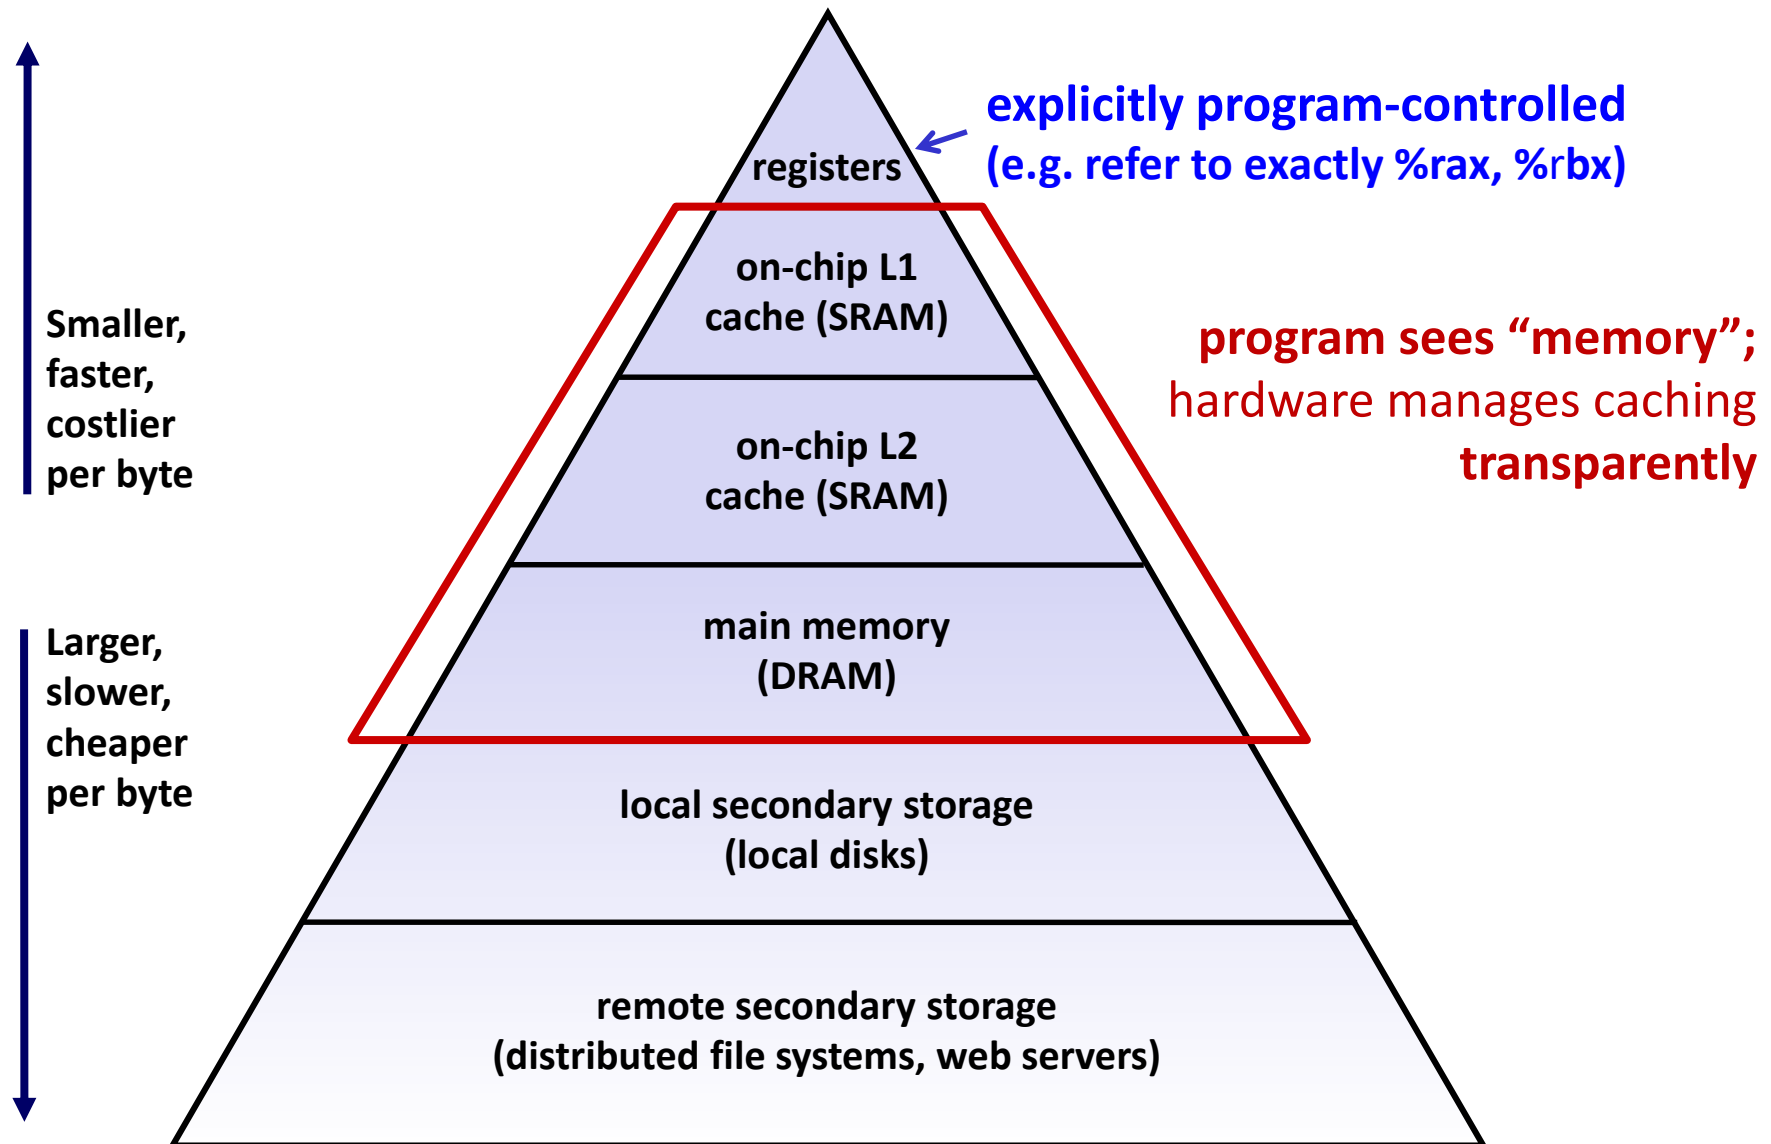 explicitly program-controlled
(e.g. refer to exactly %rax, %rbx)
registers
on-chip L1
cache (SRAM)
Smaller,
faster,
costlier
per byte
program sees “memory”;
hardware manages caching
transparently
on-chip L2
cache (SRAM)
main memory
(DRAM)
Larger,
slower,
cheaper
per byte
local secondary storage
(local disks)
remote secondary storage
(distributed file systems, web servers)